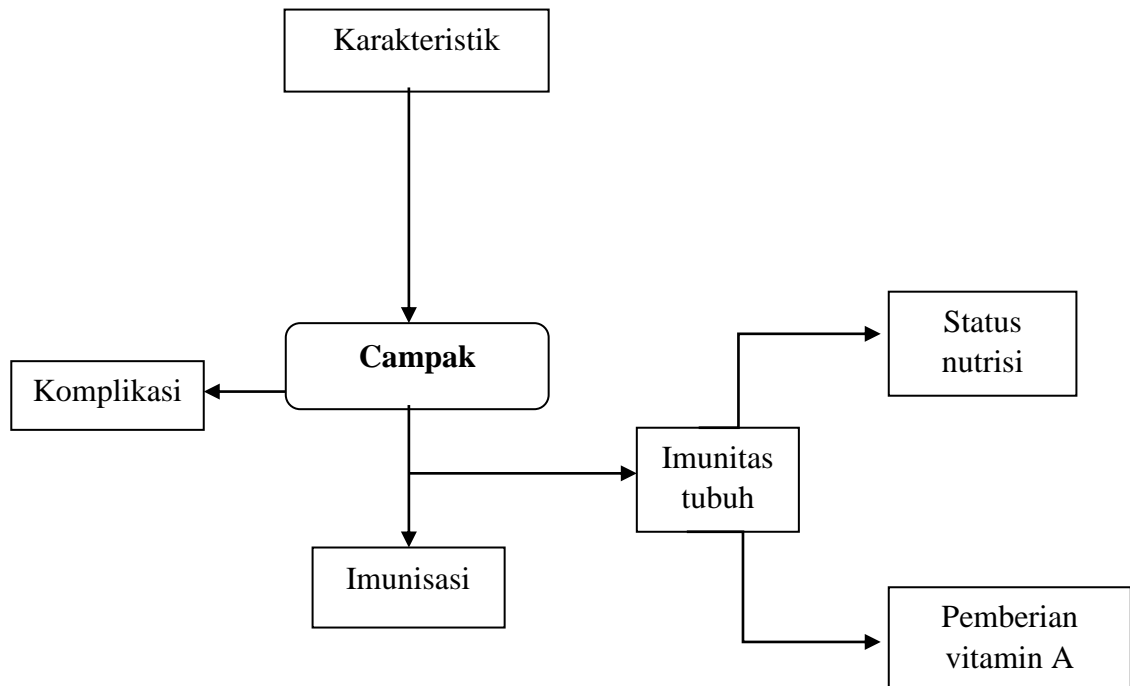 Karakteristik
Campak
Komplikasi
Status
nutrisi
Imunitas
tubuh
Imunisasi
Pemberian
vitamin A